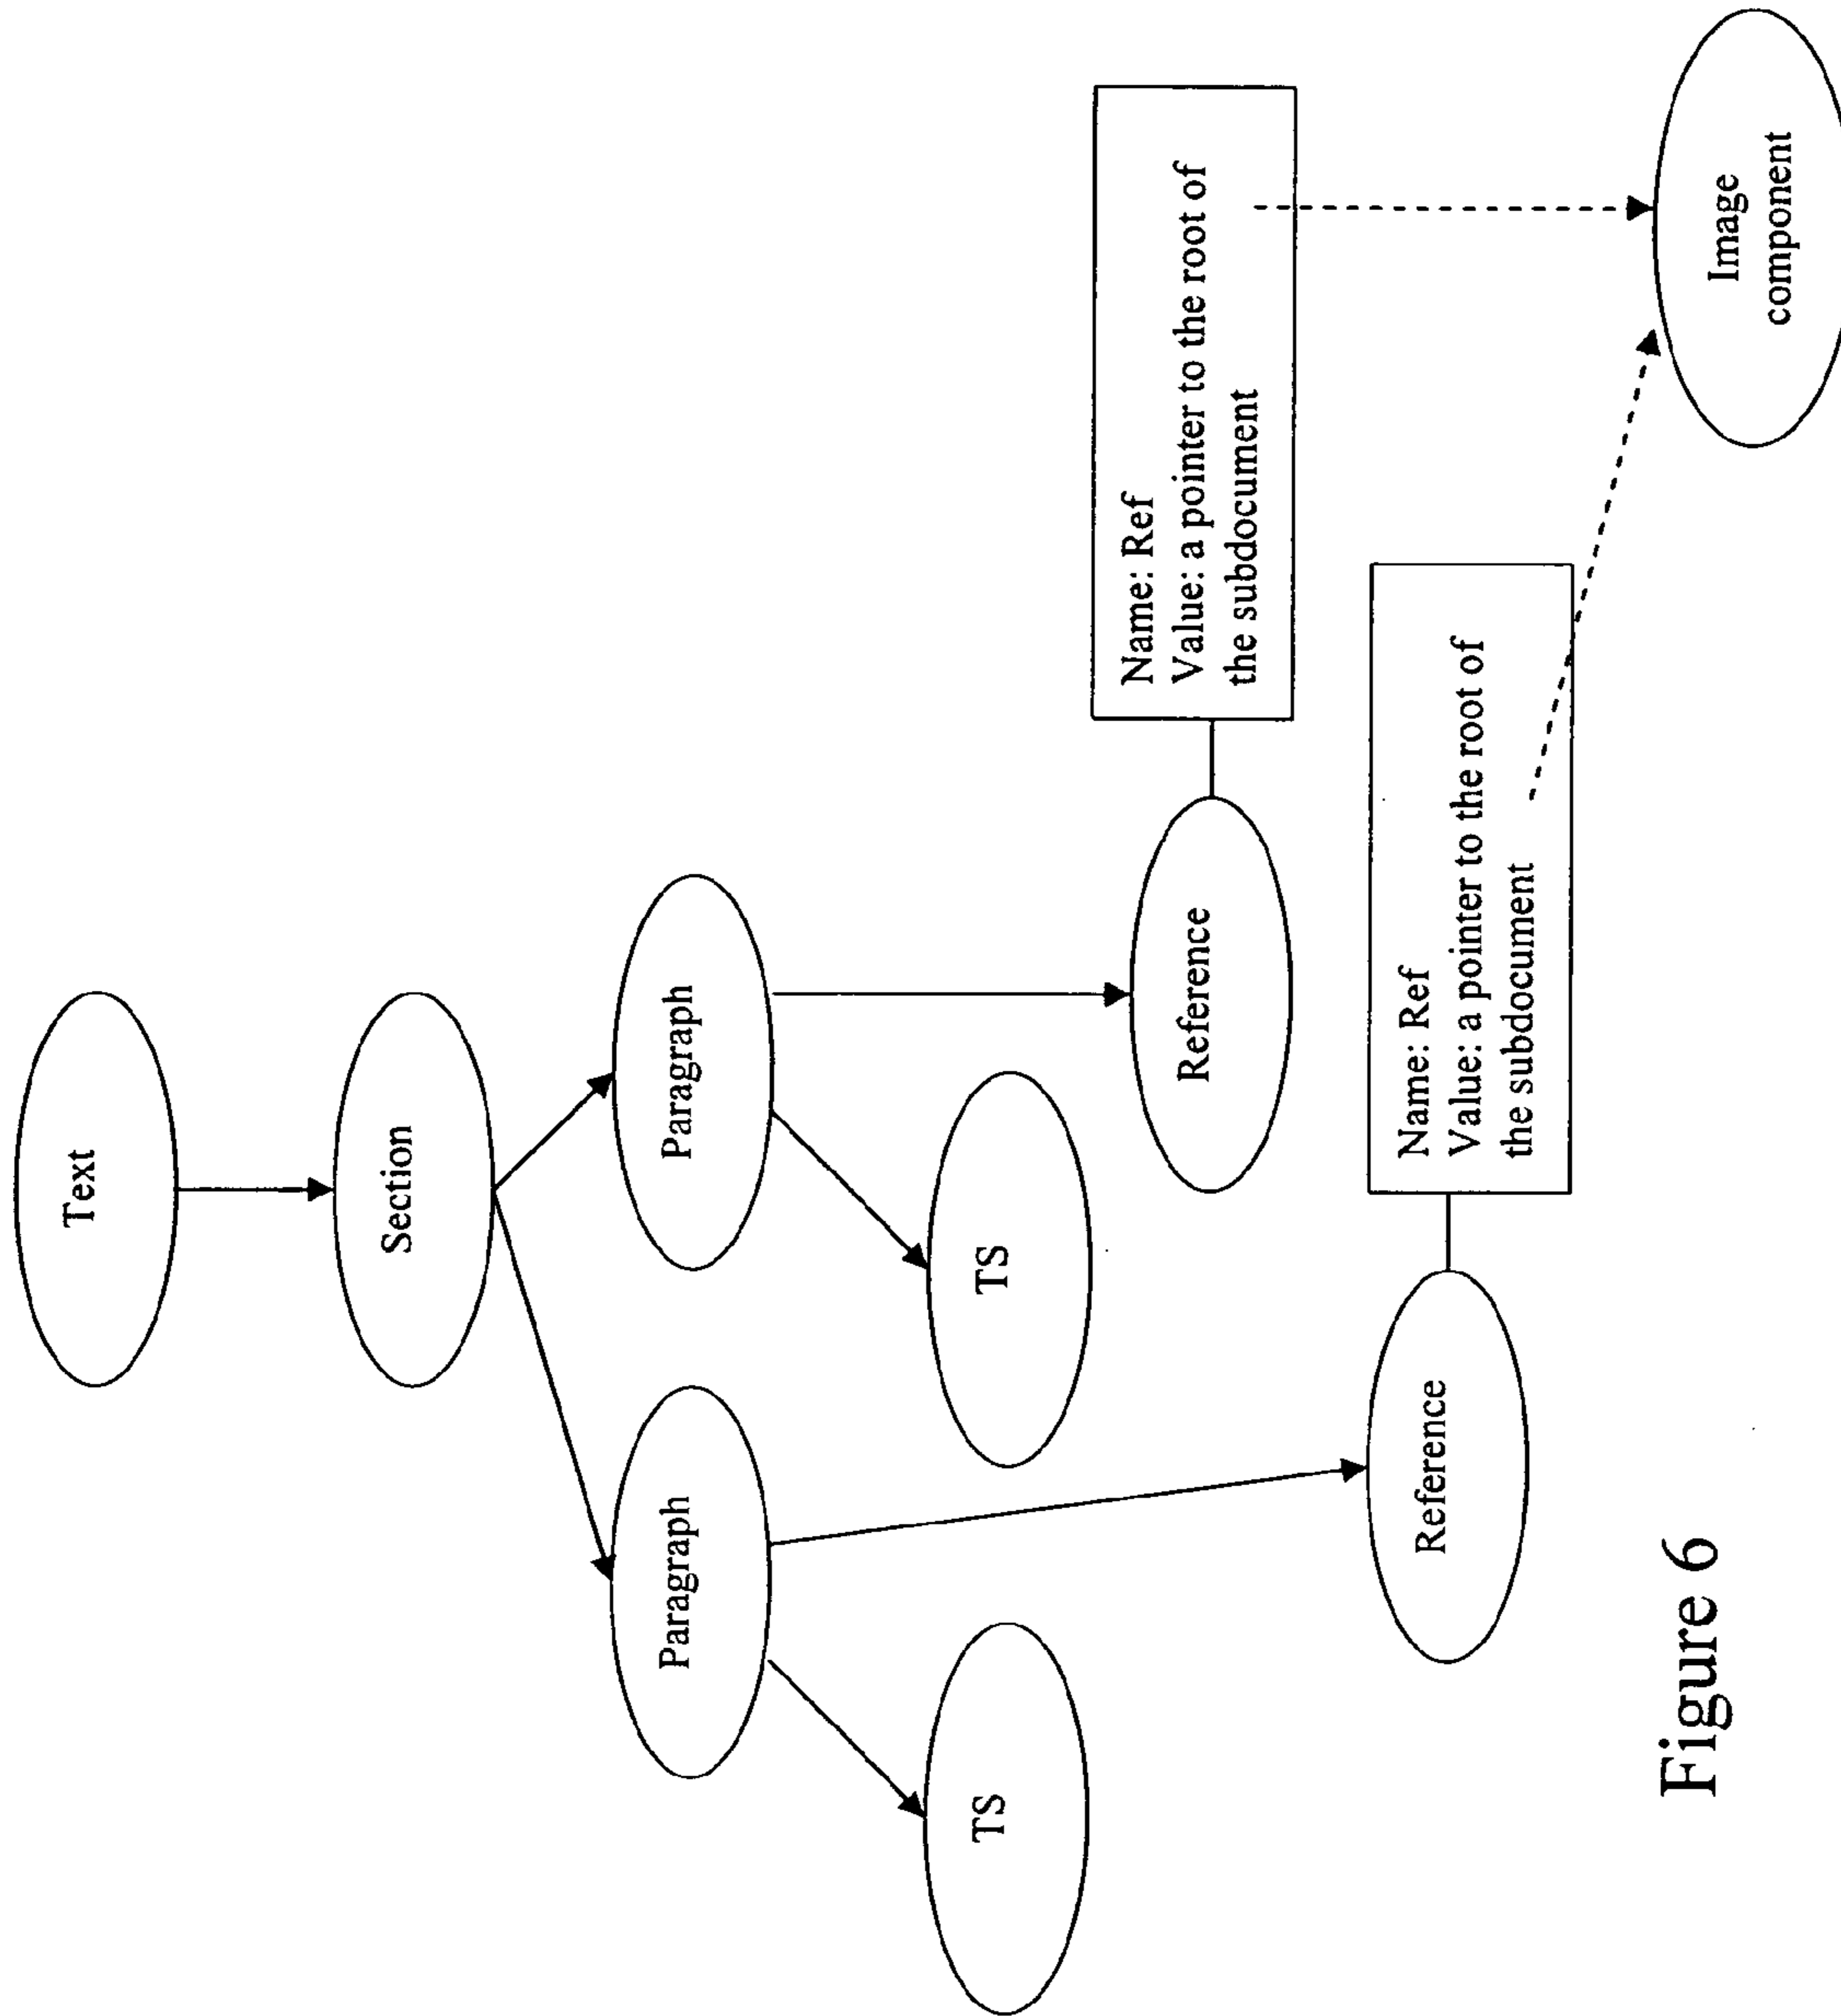 Text
Section
Paragraph
Paragraph
TS
TS
Reference
Name: Ref
Value: a pointer to the root of
the subdocument
Reference
Name: Ref
Value: a pointer to the root of
the subdocument
Image
component
Figure 6